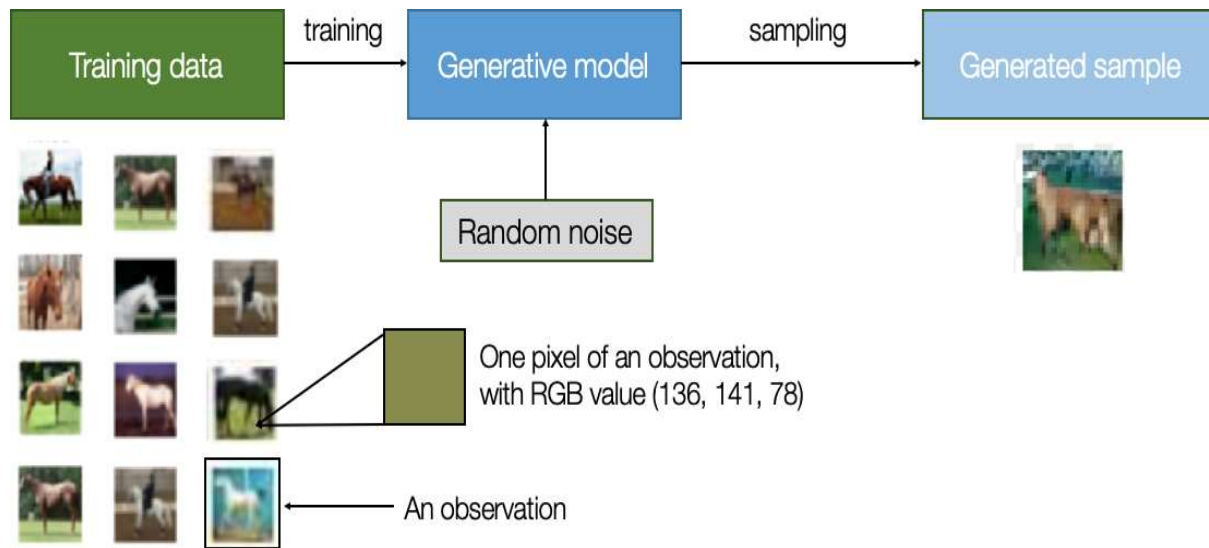 Training data
training
Generative model
sampling
Generated sample
Random noise
One pixel of an observation,
with RGB value (136, 141, 78)
An observation